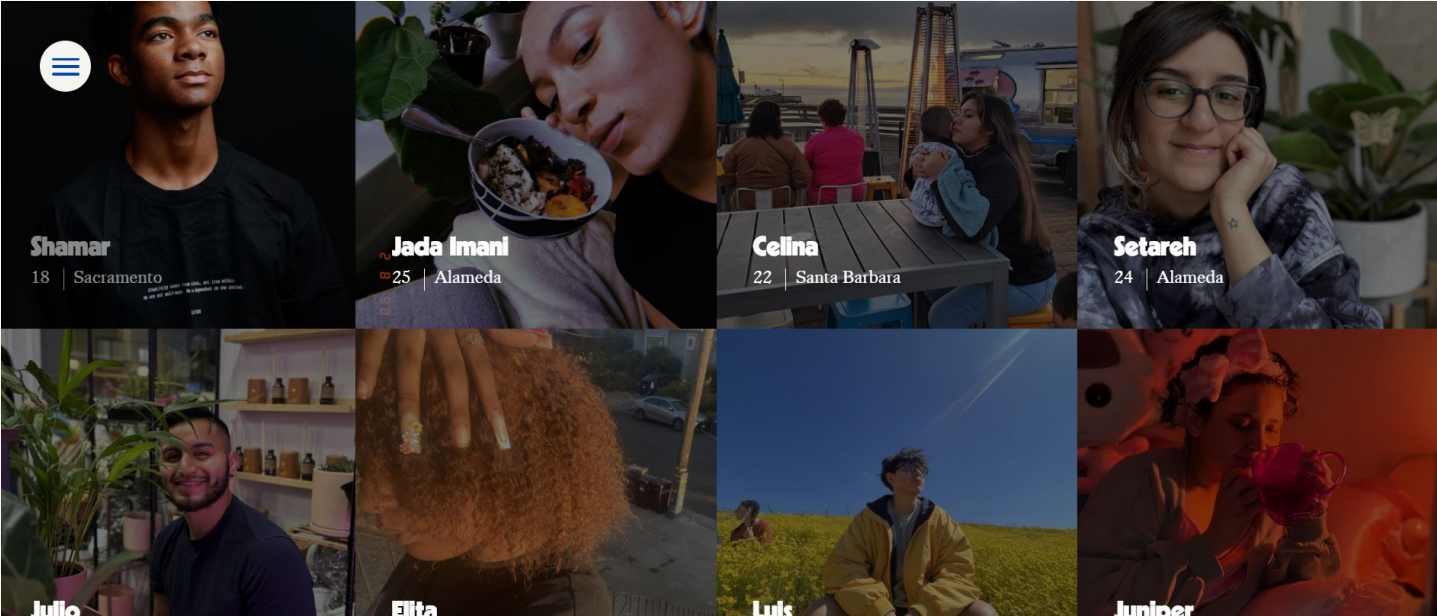 Shamar
18 | Sacramento
Jada Imani
25 | Alameda
Celina
22 | Santa Barbara
Setareh
24 | Alameda
Julio
Elita
Luis
Juniper